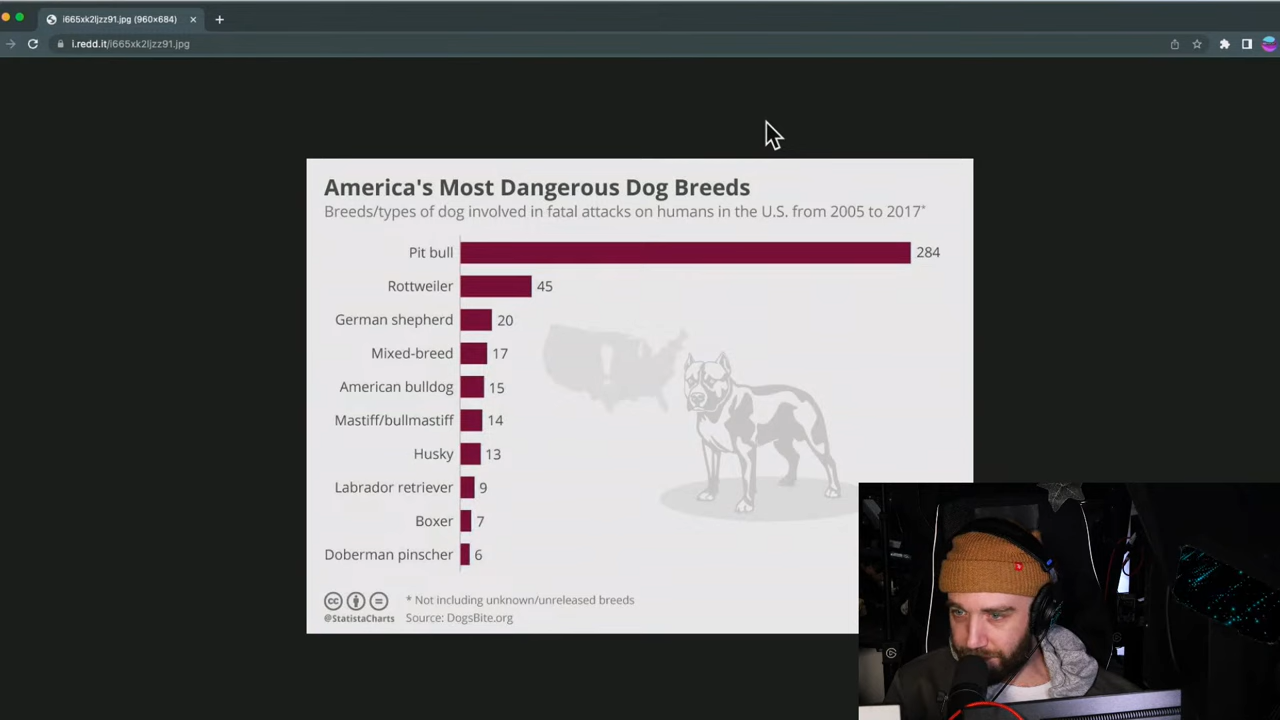 i665xk2ljzz91.jpg (960×684)
i.redd.it/i665xk2ljzz91.jpg
America's Most Dangerous Dog Breeds
Breeds/types of dog involved in fatal attacks on humans in the U.S. from 2005 to 2017*
Pit bull 284
Rottweiler 45
German shepherd 20
Mixed-breed 17
American bulldog 15
Mastiff/bullmastiff 14
Husky 13
Labrador retriever 9
Boxer 7
Doberman pinscher 6
* Not including unknown/unreleased breeds
@StatistaCharts Source: DogsBite.org